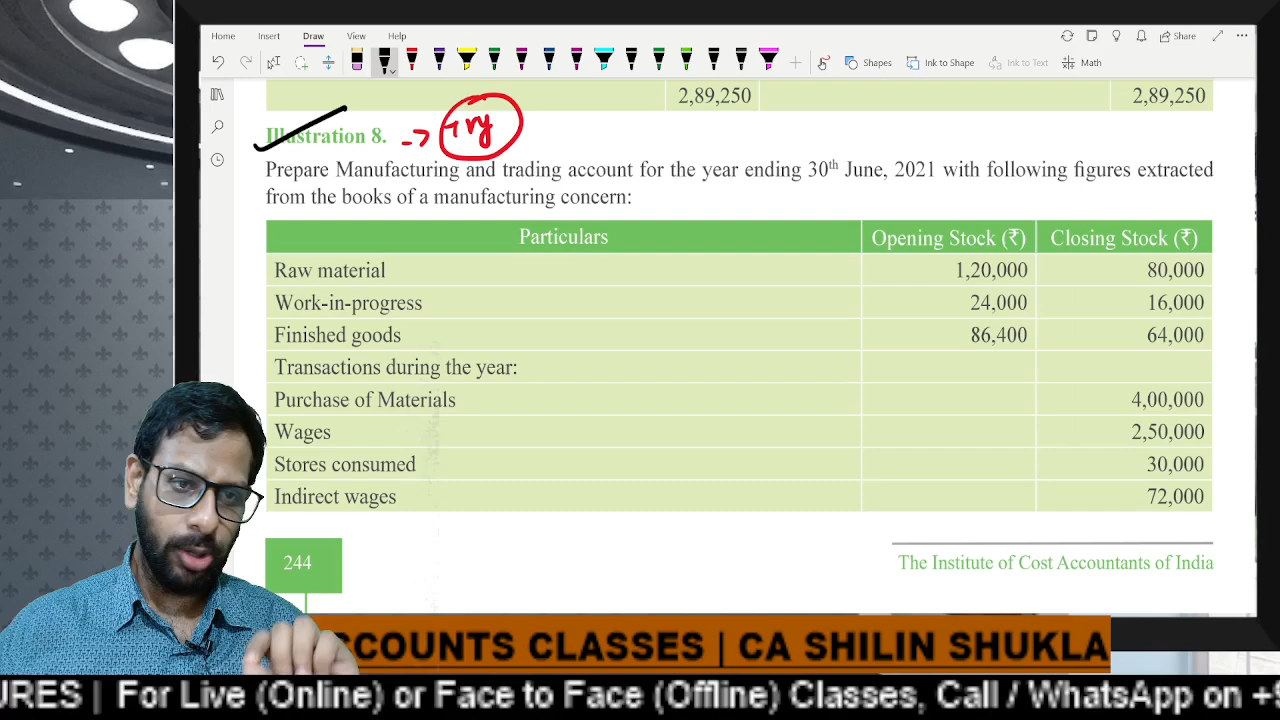 Home Insert Draw View Help
Share
Shapes Ink to Shape Ink to Text Math
2,89,250 2,89,250
Illustration 8. -> Try
Prepare Manufacturing and trading account for the year ending 30th June, 2021 with following figures extracted
from the books of a manufacturing concern:
Particulars Opening Stock (₹) Closing Stock (₹)
Raw material 1,20,000 80,000
Work-in-progress 24,000 16,000
Finished goods 86,400 64,000
Transactions during the year:
Purchase of Materials 4,00,000
Wages 2,50,000
Stores consumed 30,000
Indirect wages 72,000
244 The Institute of Cost Accountants of India
CCOUNTS CLASSES | CA SHILIN SHUKLA
URES | For Live (Online) or Face to Face (Offline) Classes, Call / WhatsApp on